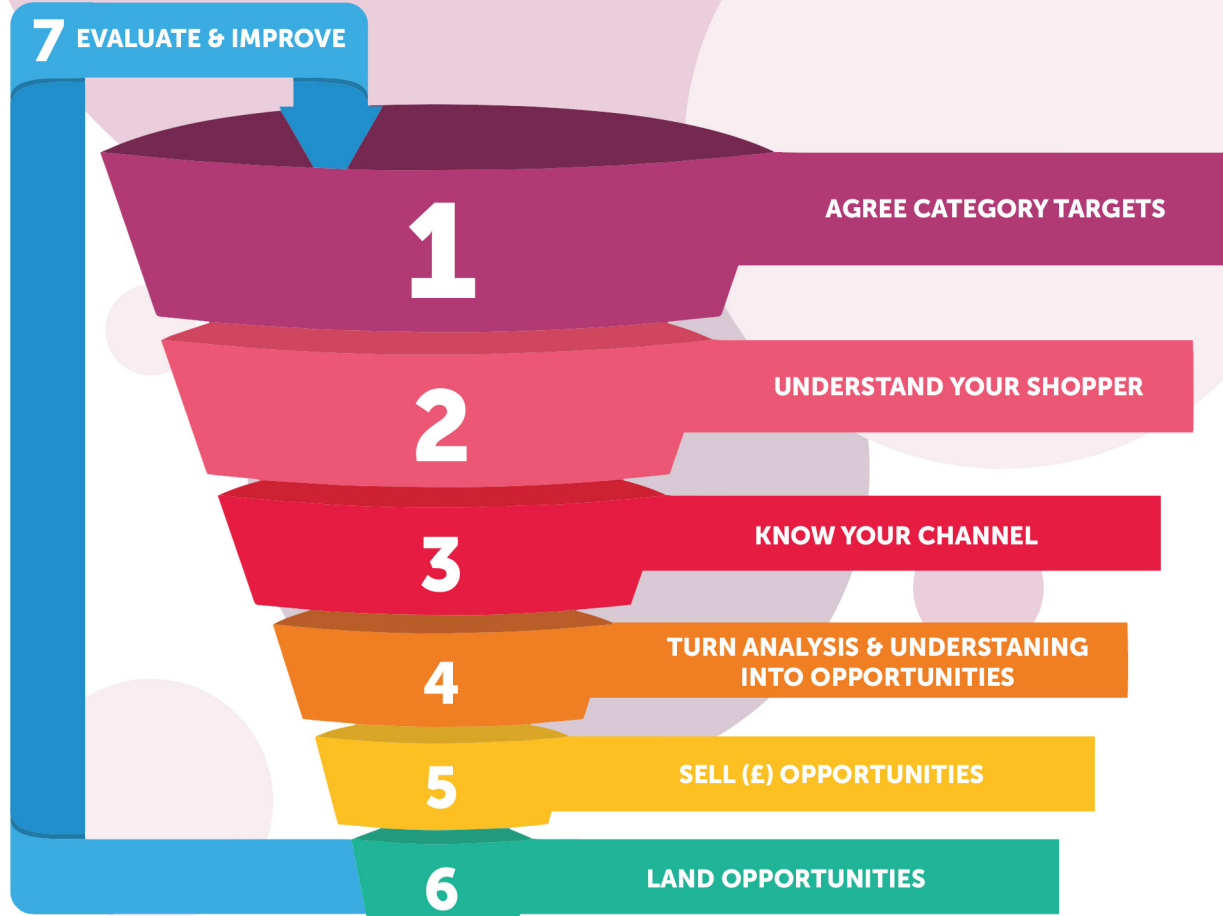 7 EVALUATE & IMPROVE
1
AGREE CATEGORY TARGETS
2
UNDERSTAND YOUR SHOPPER
3
KNOW YOUR CHANNEL
4
TURN ANALYSIS & UNDERSTANING
INTO OPPORTUNITIES
5
SELL (£) OPPORTUNITIES
6
LAND OPPORTUNITIES